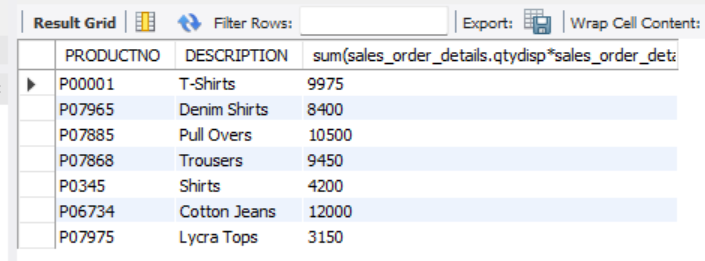 Result Grid Filter Rows: Export: Wrap Cell Content:
PRODUCTNO DESCRIPTION sum(sales_order_details.qtydisp*sales_order_deta
P00001 T-Shirts 9975
P07965 Denim Shirts 8400
P07885 Pull Overs 10500
P07868 Trousers 9450
P0345 Shirts 4200
P06734 Cotton Jeans 12000
P07975 Lycra Tops 3150